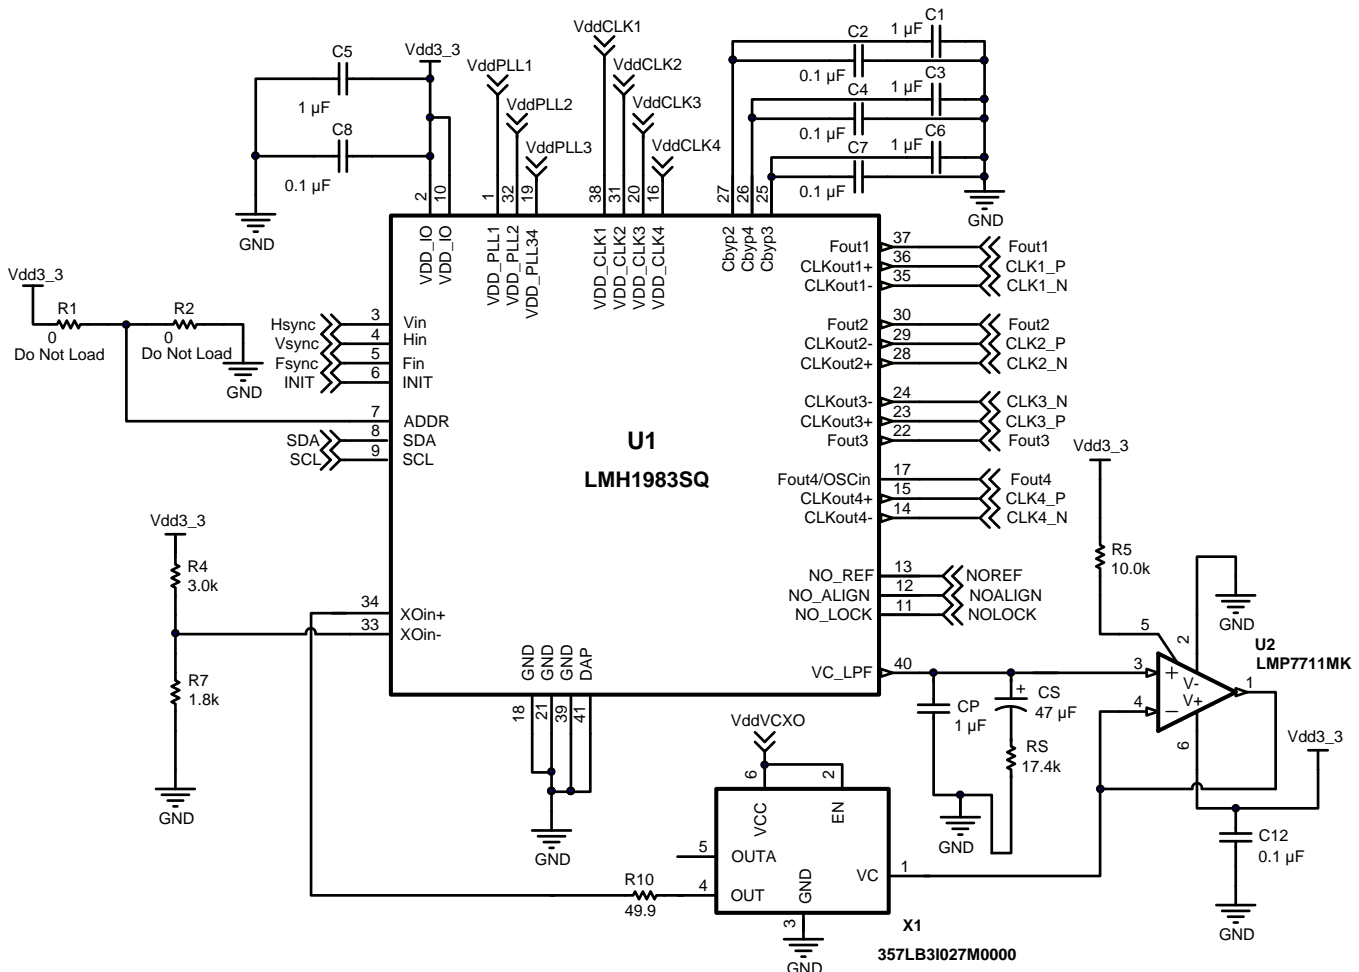 C1
1 µF
C2
0.1 µF
C3
1 µF
C4
0.1 µF
C6
1 µF
C7
0.1 µF
GND
VddCLK1
VddCLK2
VddCLK3
VddCLK4
VddPLL1
VddPLL2
VddPLL3
Vdd3_3
C5
1 µF
C8
0.1 µF
GND
2
10
1
32
19
38
31
20
16
27
26
25
VDD_IO
VDD_IO
VDD_PLL1
VDD_PLL2
VDD_PLL34
VDD_CLK1
VDD_CLK2
VDD_CLK3
VDD_CLK4
Cbyp2
Cbyp4
Cbyp3
Vdd3_3
R1
0
Do Not Load
R2
0
Do Not Load
GND
Hsync 3 Vin
Vsync 4 Hin
Fsync 5 Fin
INIT 6 INIT
7 ADDR
SDA 8 SDA
SCL 9 SCL
U1
LMH1983SQ
Fout1 37 Fout1
CLKout1+ 36 CLK1_P
CLKout1- 35 CLK1_N
Fout2 30 Fout2
CLKout2- 29 CLK2_P
CLKout2+ 28 CLK2_N
CLKout3- 24 CLK3_N
CLKout3+ 23 CLK3_P
Fout3 22 Fout3
Fout4/OSCin 17 Fout4
CLKout4+ 15 CLK4_P
CLKout4- 14 CLK4_N
NO_REF 13 NOREF
NO_ALIGN 12 NOALIGN
NO_LOCK 11 NOLOCK
VC_LPF 40
Vdd3_3
R4
3.0k
R7
1.8k
GND
34 XOin+
33 XOin-
GND
GND
GND
DAP
18
21
39
41
GND
Vdd3_3
R5
10.0k
GND
5
2
U2
LMP7711MK
3
+
V-
V+
1
4
−
6
Vdd3_3
C12
0.1 µF
GND
CP
1 µF
+
CS
47 µF
RS
17.4k
GND
VddVCXO
6
2
VCC
EN
5 OUTA
4 OUT
GND
VC 1
3
GND
R10
49.9
X1
357LB3I027M0000